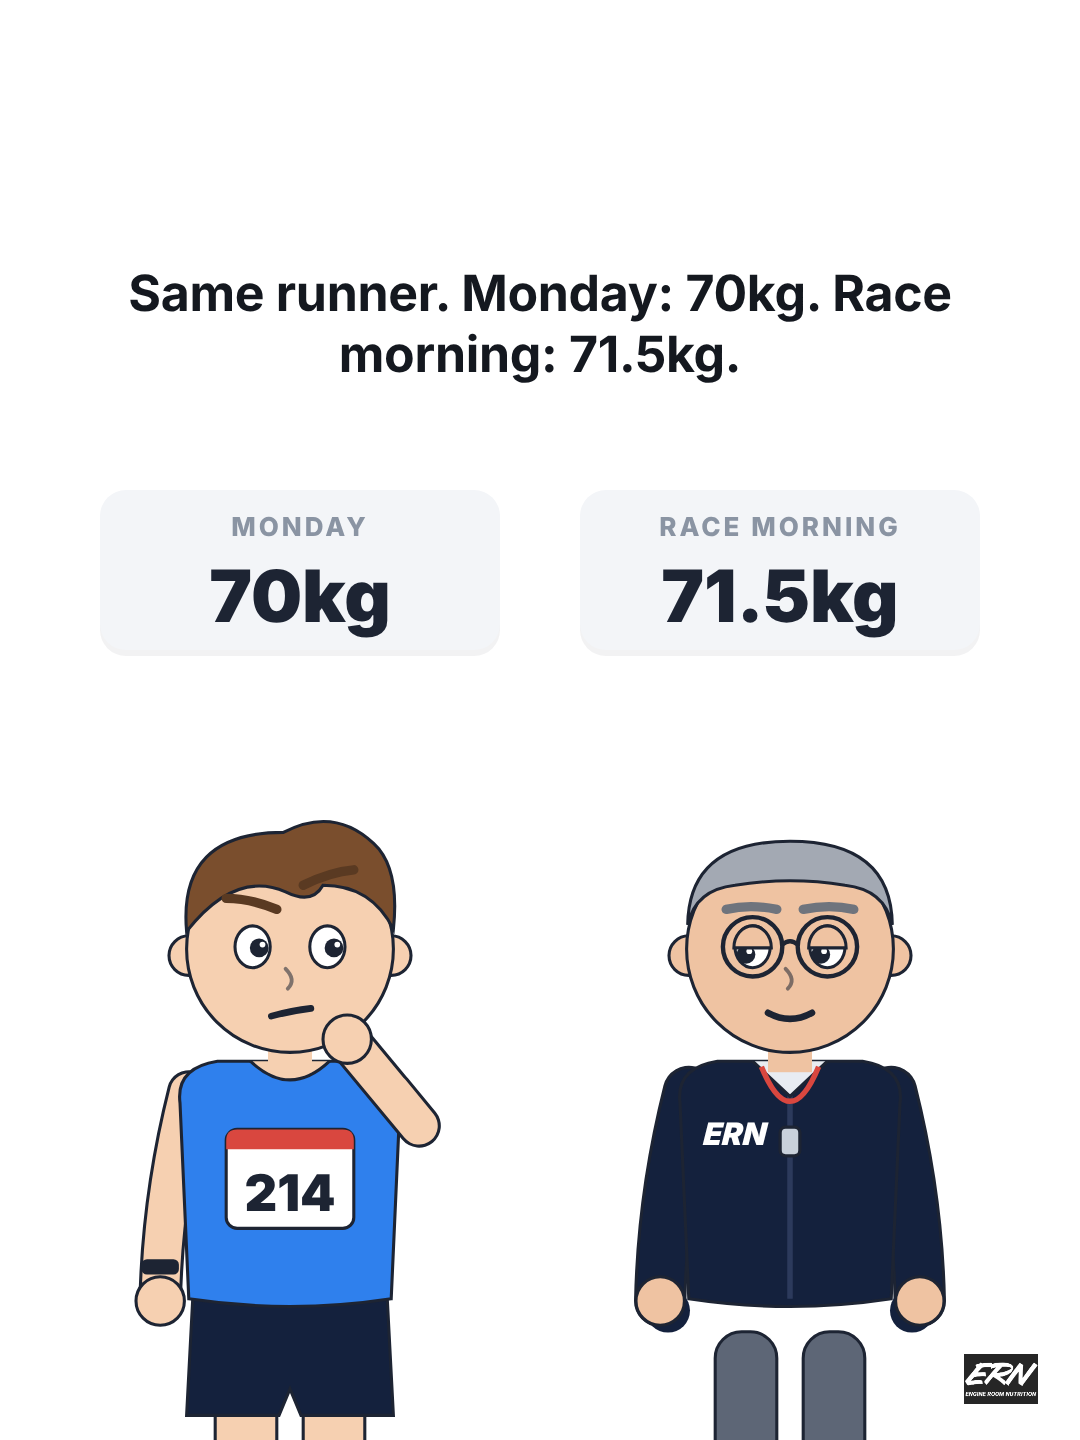 Same runner. Monday: 70kg. Race
morning: 71.5kg.
MONDAY
70kg
RACE MORNING
71.5kg
214
ERN
ERN
ENGINE ROOM NUTRITION